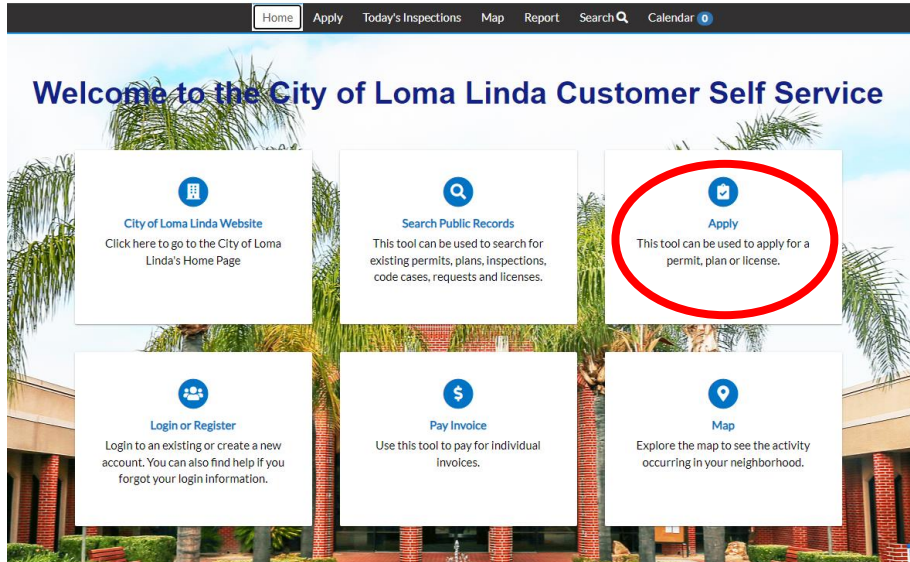 Home Apply Today's Inspections Map Report Search Calendar 0
Welcome to the City of Loma Linda Customer Self Service
City of Loma Linda Website
Click here to go to the City of Loma
Linda's Home Page
Search Public Records
This tool can be used to search for
existing permits, plans, inspections,
code cases, requests and licenses.
Apply
This tool can be used to apply for a
permit, plan or license.
Login or Register
Login to an existing or create a new
account. You can also find help if you
forgot your login information.
Pay Invoice
Use this tool to pay for individual
invoices.
Map
Explore the map to see the activity
occurring in your neighborhood.